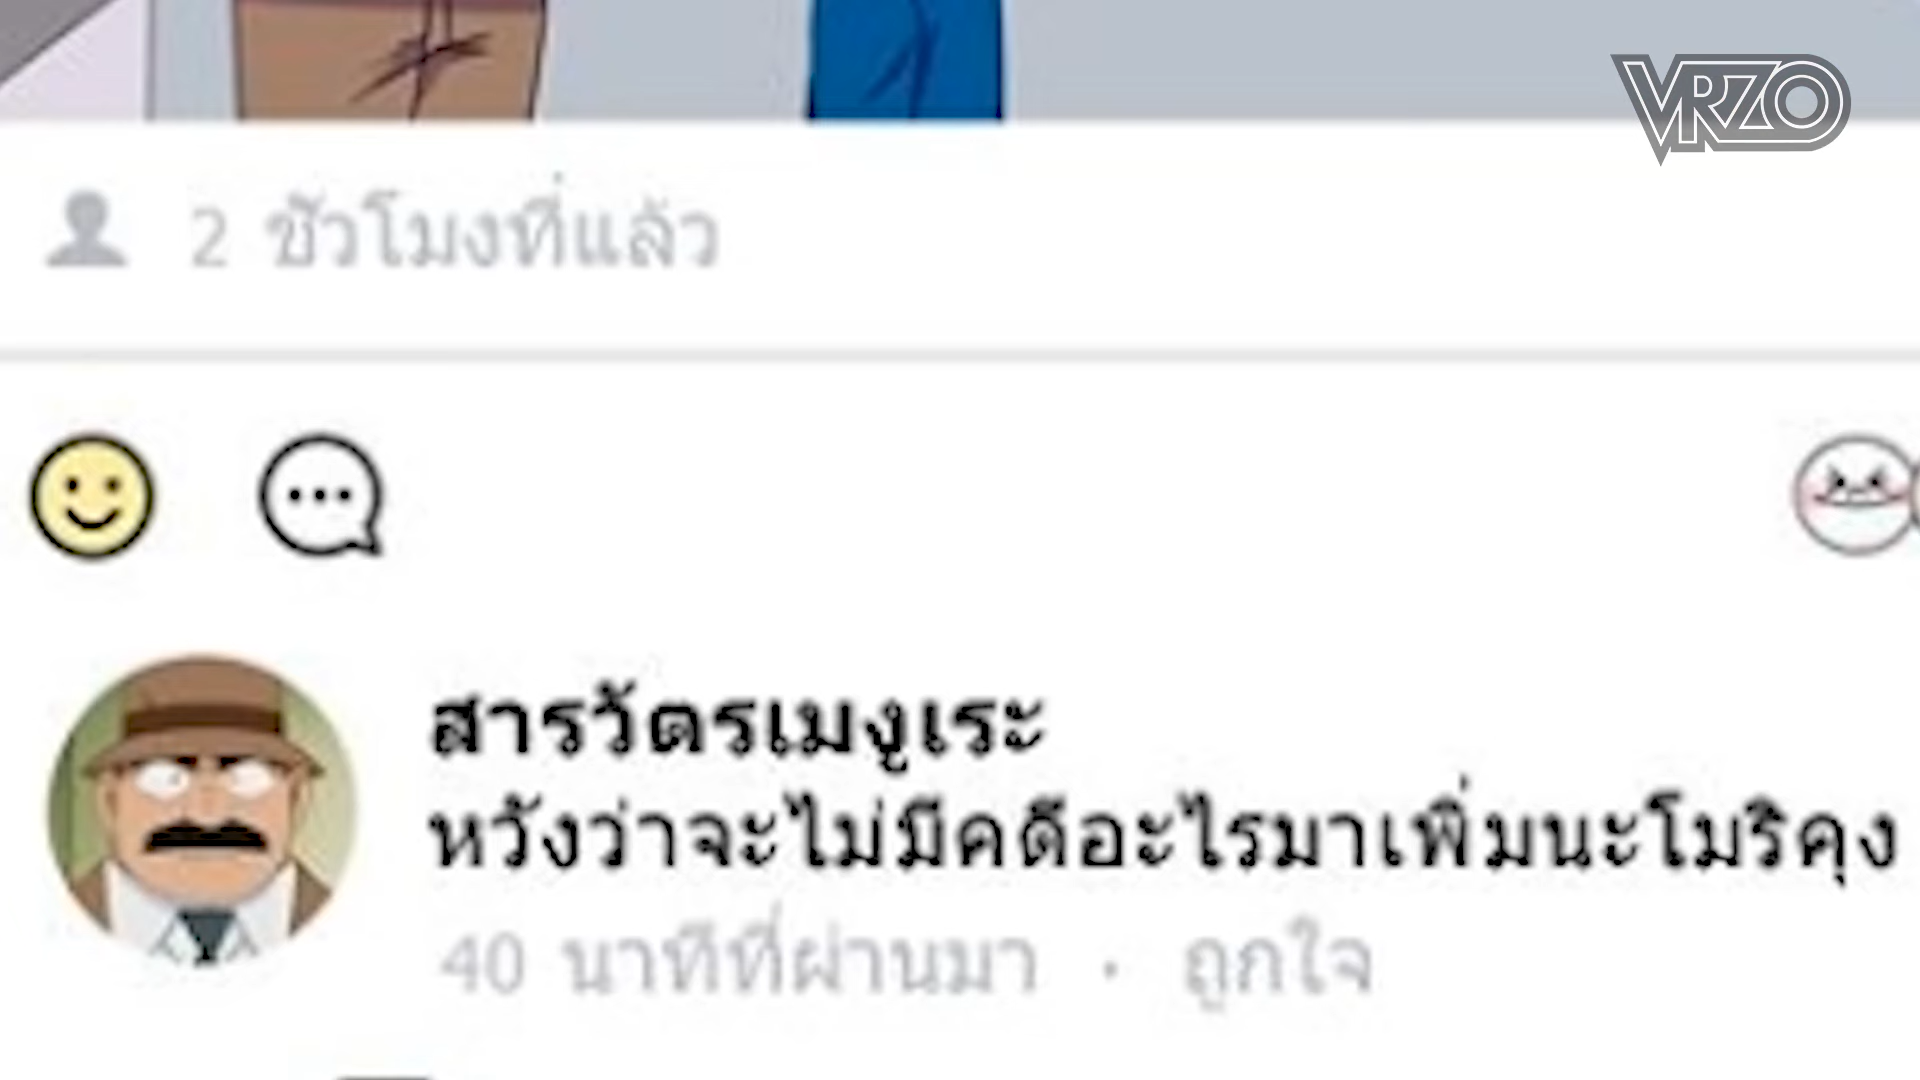 VRZO
2 ชั่วโมงที่แล้ว
สารวัตรเมงูเระ
หวังว่าจะไม่มีคดีอะไรมาเพิ่มนะโมริคุง
40 นาทีที่ผ่านมา · ถูกใจ